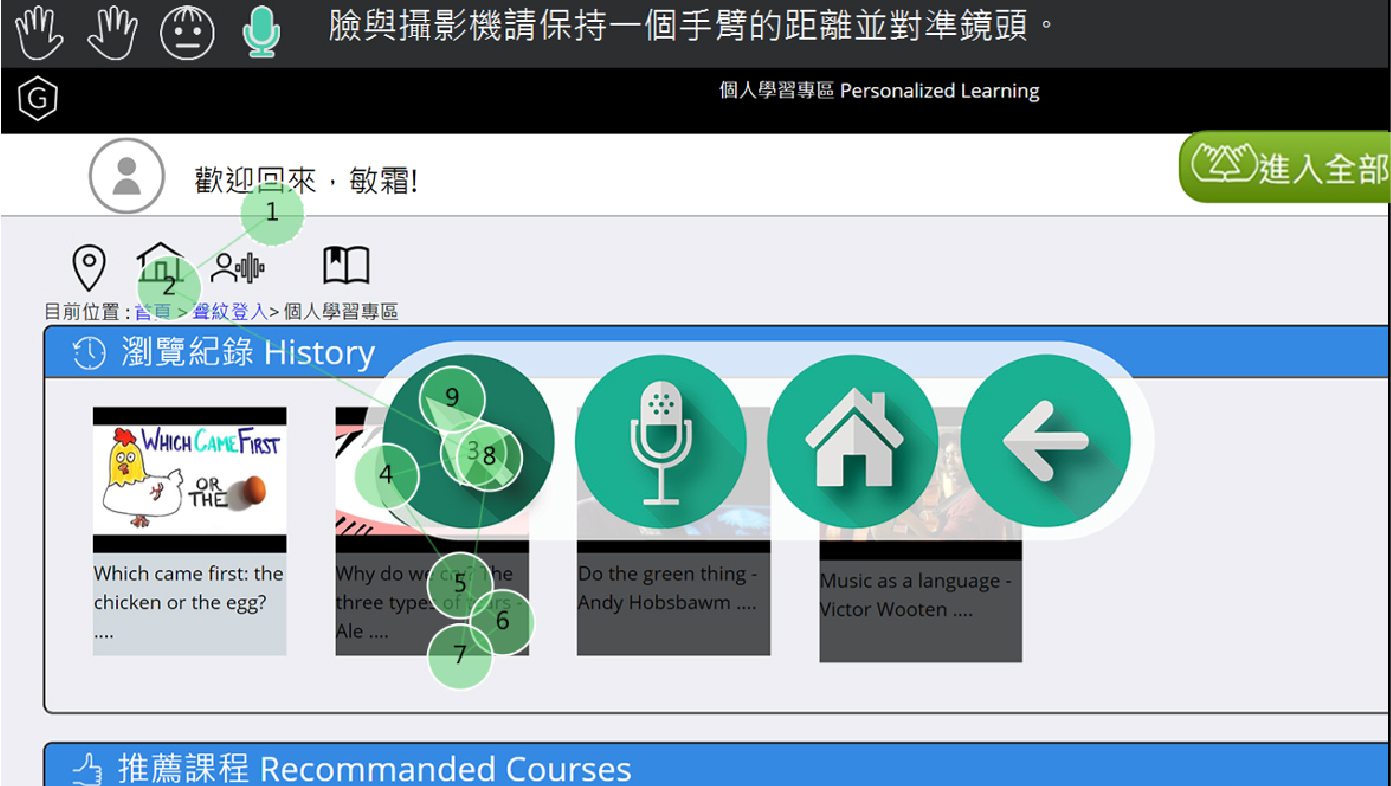 臉與攝影機請保持一個手臂的距離並對準鏡頭。
G
個人學習專區 Personalized Learning
歡迎回來，敏霜!
進入全部
1
2
目前位置 : 首頁 > 聲紋登入> 個人學習專區
瀏覽紀錄 History
9
3
8
4
WHICH CAME FIRST
OR
THE
Which came first: the
chicken or the egg?
....
Why do we cry? The
three types of tears -
Ale ....
5
6
7
Do the green thing -
Andy Hobsbawm ....
Music as a language -
Victor Wooten ....
推薦課程 Recommanded Courses